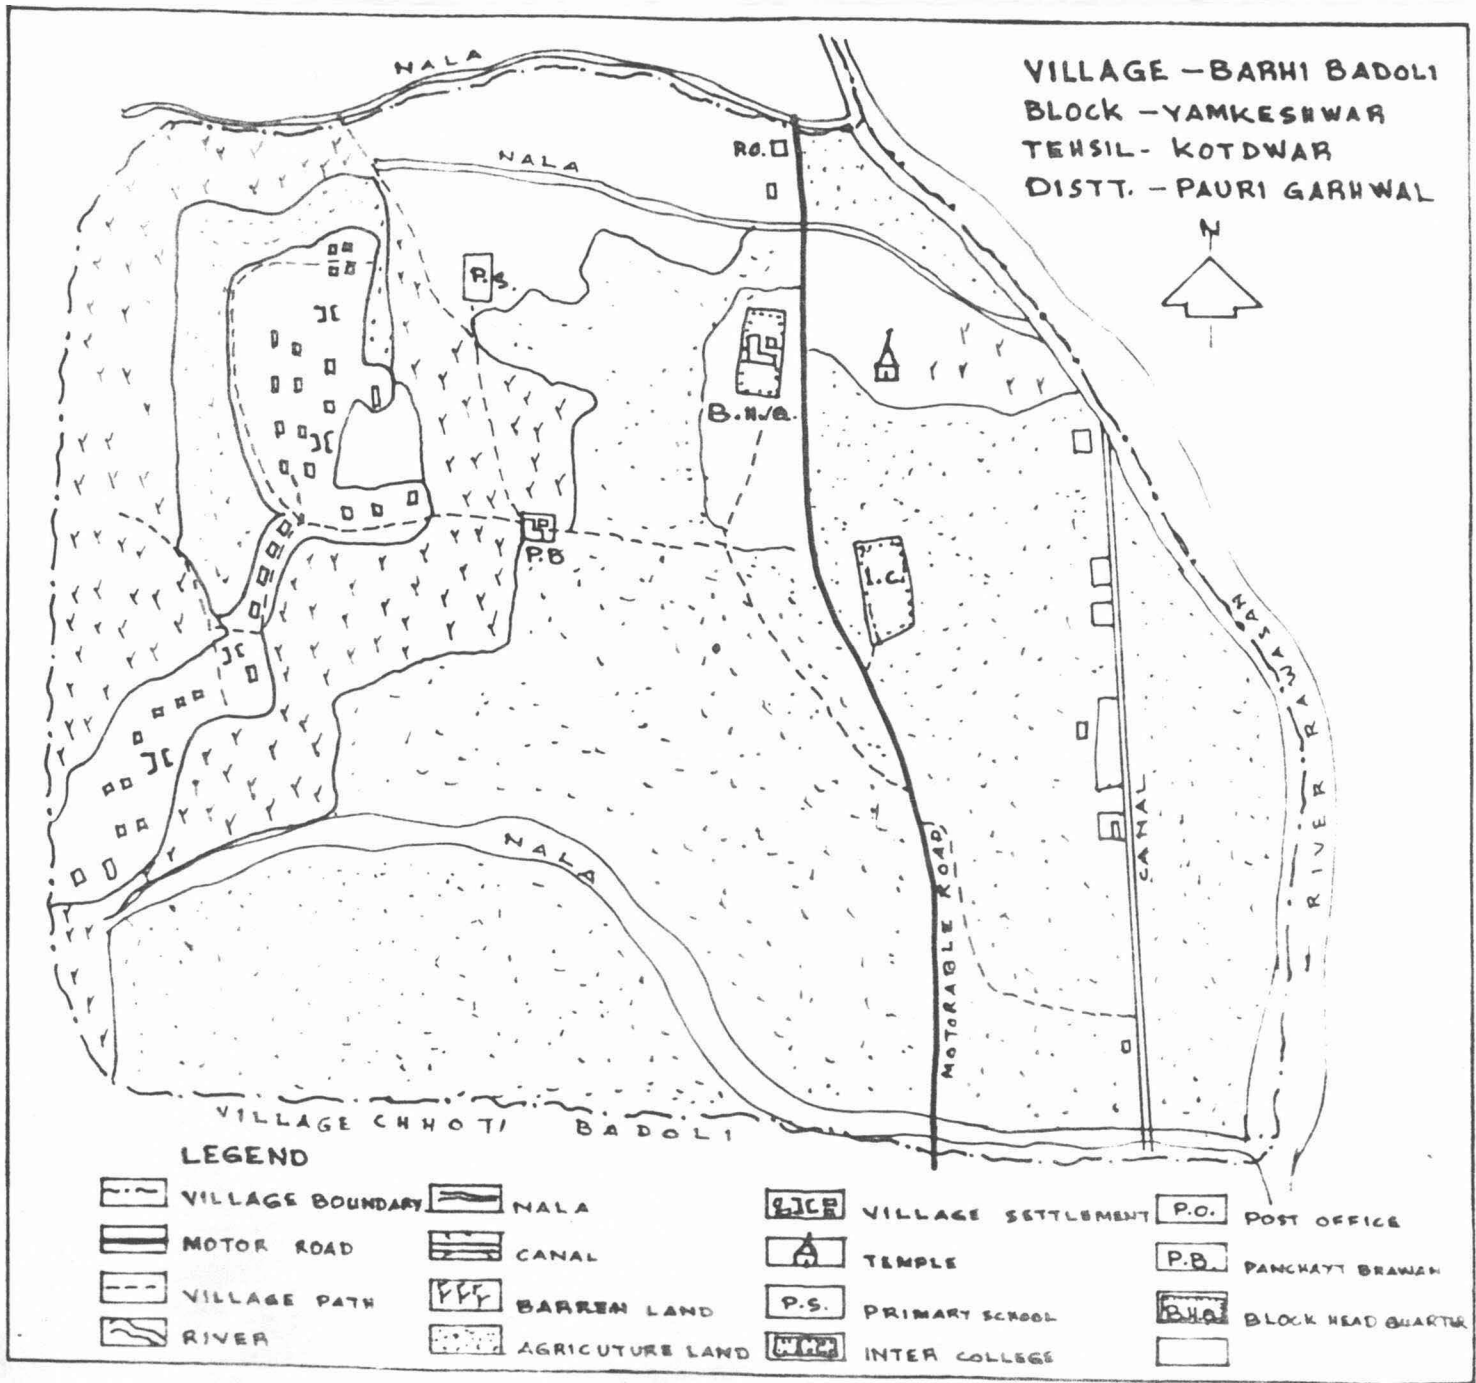 VILLAGE - BARHI BADOLI
BLOCK - YAMKESHWAR
TEHSIL - KOTDWAR
DISTT. - PAURI GARHWAL
N
NALA
NALA
P.O.
P.S.
B.H.Q.
P.B
I.C.
RIVER RAWASAN
CANAL
NALA
MOTORABLE ROAD
VILLAGE CHHOTI BADOLI
LEGEND
VILLAGE BOUNDARY
MOTOR ROAD
VILLAGE PATH
RIVER
NALA
CANAL
BARREN LAND
AGRICUTURE LAND
VILLAGE SETTLEMENT
TEMPLE
P.S. PRIMARY SCHOOL
INTER COLLEGE
P.O. POST OFFICE
P.B. PANCHAYT BRAWAN
B.H.Q BLOCK HEAD QUARTER